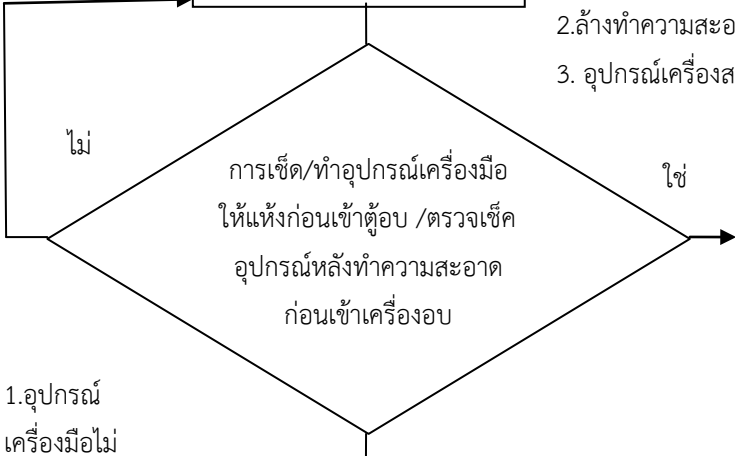 2.ล้างทำความสะอ
3. อุปกรณ์เครื่องส
ไม่
การเช็ด/ทำอุปกรณ์เครื่องมือ
ให้แห้งก่อนเข้าตู้อบ /ตรวจเช็ค
อุปกรณ์หลังทำความสะอาด
ก่อนเข้าเครื่องอบ
ใช่
1.อุปกรณ์
เครื่องมือไม่